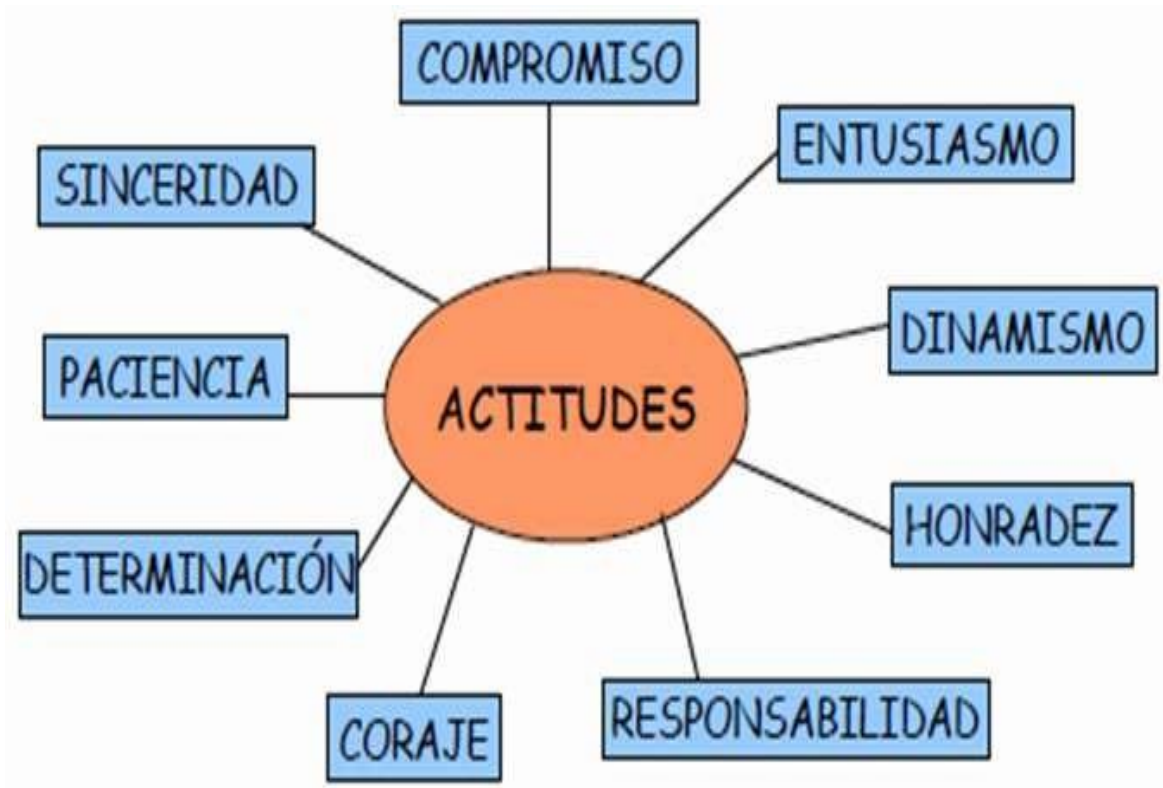 COMPROMISO
ENTUSIASMO
SINCERIDAD
DINAMISMO
PACIENCIA
ACTITUDES
HONRADEZ
DETERMINACIÓN
RESPONSABILIDAD
CORAJE